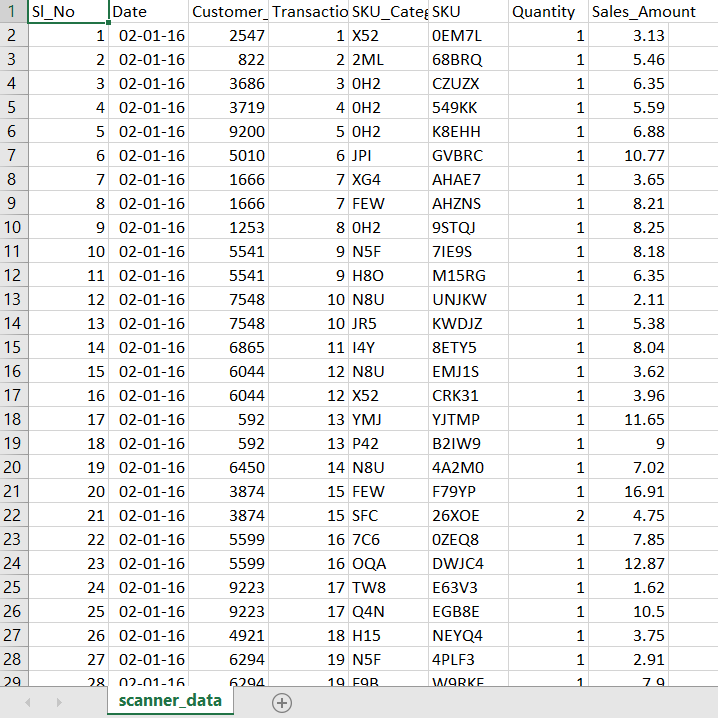 1 Sl_No Date Customer_ Transactio SKU_Categ SKU Quantity Sales_Amount
2 1 02-01-16 2547 1 X52 0EM7L 1 3.13
3 2 02-01-16 822 2 2ML 68BRQ 1 5.46
4 3 02-01-16 3686 3 0H2 CZUZX 1 6.35
5 4 02-01-16 3719 4 0H2 549KK 1 5.59
6 5 02-01-16 9200 5 0H2 K8EHH 1 6.88
7 6 02-01-16 5010 6 JPI GVBRC 1 10.77
8 7 02-01-16 1666 7 XG4 AHAE7 1 3.65
9 8 02-01-16 1666 7 FEW AHZNS 1 8.21
10 9 02-01-16 1253 8 0H2 9STQJ 1 8.25
11 10 02-01-16 5541 9 N5F 7IE9S 1 8.18
12 11 02-01-16 5541 9 H8O M15RG 1 6.35
13 12 02-01-16 7548 10 N8U UNJKW 1 2.11
14 13 02-01-16 7548 10 JR5 KWDJZ 1 5.38
15 14 02-01-16 6865 11 I4Y 8ETY5 1 8.04
16 15 02-01-16 6044 12 N8U EMJ1S 1 3.62
17 16 02-01-16 6044 12 X52 CRK31 1 3.96
18 17 02-01-16 592 13 YMJ YJTMP 1 11.65
19 18 02-01-16 592 13 P42 B2IW9 1 9
20 19 02-01-16 6450 14 N8U 4A2M0 1 7.02
21 20 02-01-16 3874 15 FEW F79YP 1 16.91
22 21 02-01-16 3874 15 SFC 26XOE 2 4.75
23 22 02-01-16 5599 16 7C6 0ZEQ8 1 7.85
24 23 02-01-16 5599 16 OQA DWJC4 1 12.87
25 24 02-01-16 9223 17 TW8 E63V3 1 1.62
26 25 02-01-16 9223 17 Q4N EGB8E 1 10.5
27 26 02-01-16 4921 18 H15 NEYQ4 1 3.75
28 27 02-01-16 6294 19 N5F 4PLF3 1 2.91
29 28 02-01-16 6294 19 1 7.9
scanner_data